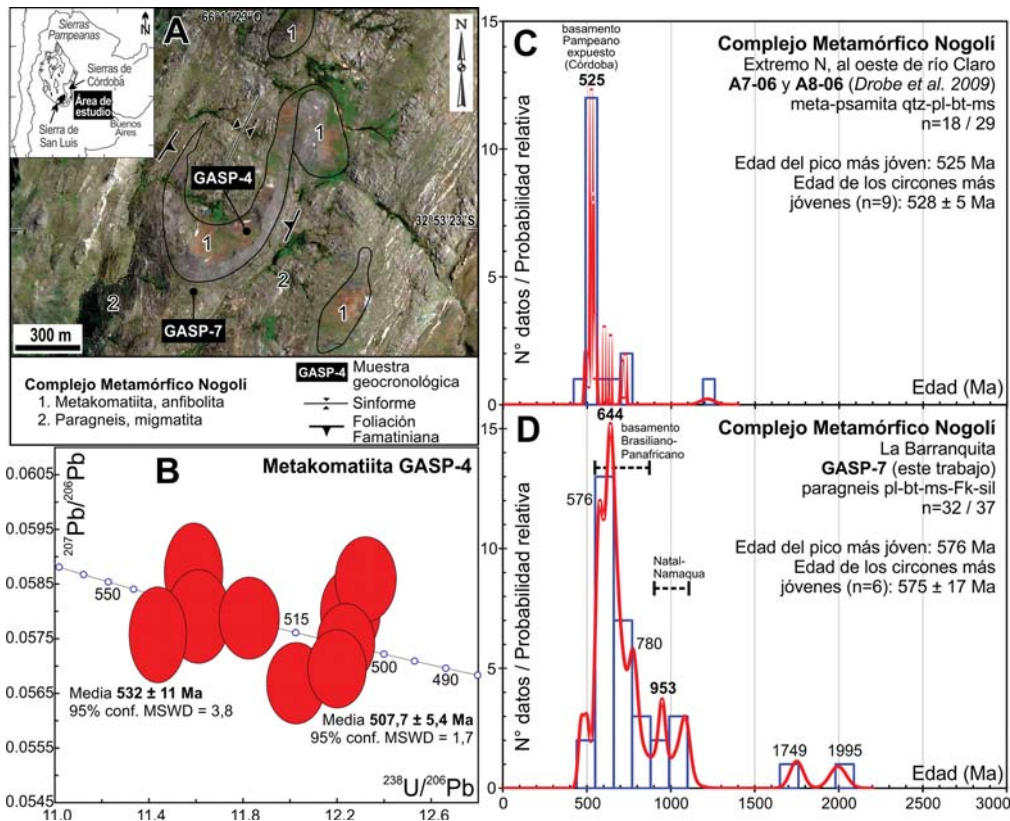 66°11'23"O
A
N
Sierras
Pampeanas
N
Sierras de
Córdoba
Área de
estudio
Buenos
Aires
Sierra de
San Luis
1
1
GASP-4
32°53'23"S
1
2
2
1
GASP-7
300 m
Complejo Metamórfico Nogolí
1. Metakomatiita, anfibolita
2. Paragneis, migmatita
GASP-4 Muestra
geocronológica
Sinforme
Foliación
Famatiniana
B
Metakomatiita GASP-4
207Pb/206Pb
0.0605
0.0595
0.0585
0.0575
0.0565
0.0555
0.0545
550
515
500
490
Media 532 ± 11 Ma
95% conf. MSWD = 3,8
Media 507,7 ± 5,4 Ma
95% conf. MSWD = 1,7
238U/206Pb
11.0 11.4 11.8 12.2 12.6
C
basamento
Pampeano
expuesto
(Córdoba)
525
Complejo Metamórfico Nogolí
Extremo N, al oeste de río Claro
A7-06 y A8-06 (Drobe et al. 2009)
meta-psamita qtz-pl-bt-ms
n=18 / 29
Edad del pico más jóven: 525 Ma
Edad de los circones más
jóvenes (n=9): 528 ± 5 Ma
N° datos / Probabilidad relativa
15
10
5
0
Edad (Ma)
D
644
basamento
Brasiliano-
Panafricano
576
Natal-
Namaqua
780
953
1749
1995
Complejo Metamórfico Nogolí
La Barranquita
GASP-7 (este trabajo)
paragneis pl-bt-ms-Fk-sil
n=32 / 37
Edad del pico más jóven: 576 Ma
Edad de los circones más
jóvenes (n=6): 575 ± 17 Ma
N° datos / Probabilidad relativa
15
10
5
0
Edad (Ma)
0 500 1000 1500 2000 2500 3000